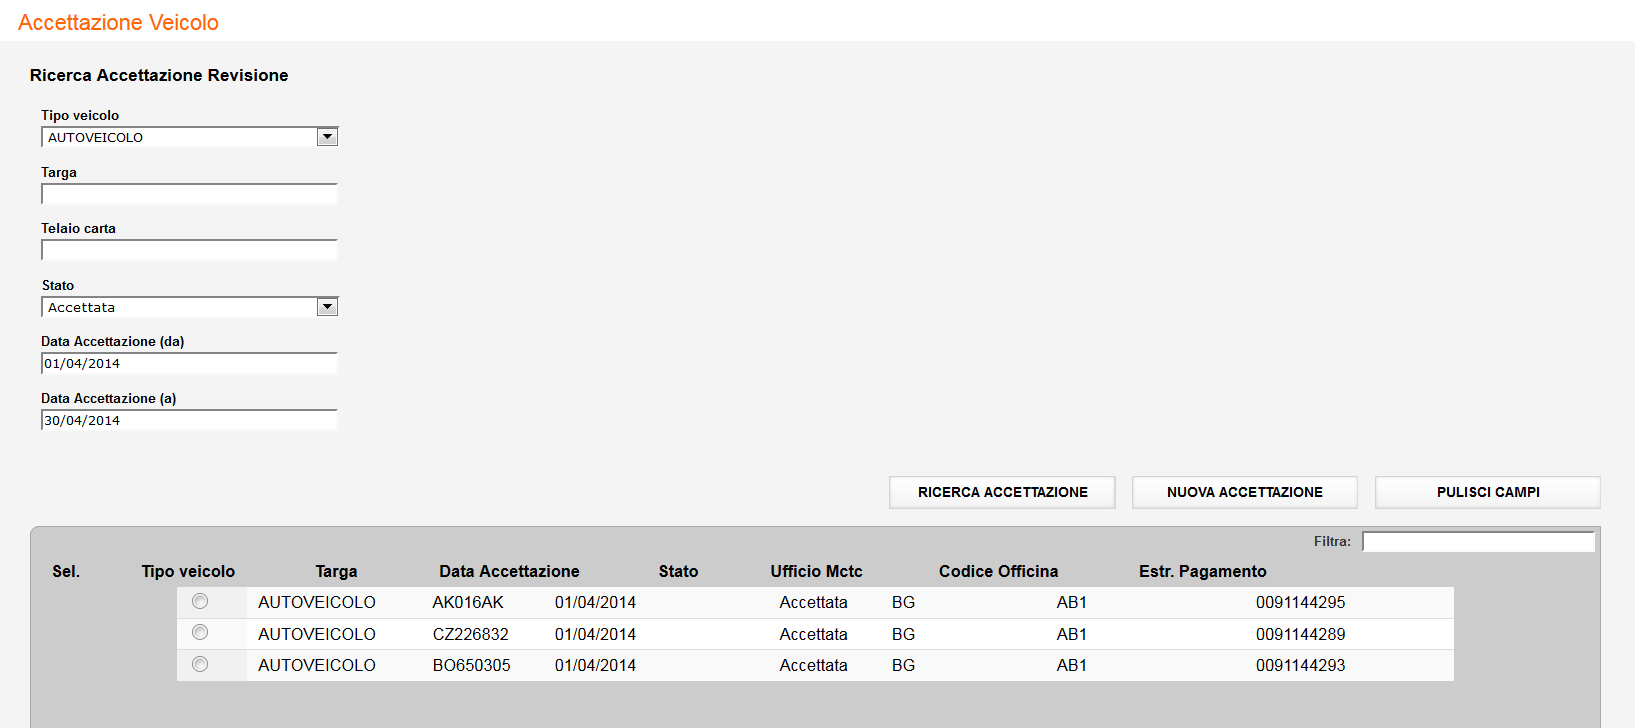 Accettazione Veicolo
Ricerca Accettazione Revisione
Tipo veicolo
AUTOVEICOLO
Targa
Telaio carta
Stato
Accettata
Data Accettazione (da)
01/04/2014
Data Accettazione (a)
30/04/2014
RICERCA ACCETTAZIONE NUOVA ACCETTAZIONE PULISCI CAMPI
Filtra:
Sel. Tipo veicolo Targa Data Accettazione Stato Ufficio Mctc Codice Officina Estr. Pagamento
AUTOVEICOLO AK016AK 01/04/2014 Accettata BG AB1 0091144295
AUTOVEICOLO CZ226832 01/04/2014 Accettata BG AB1 0091144289
AUTOVEICOLO BO650305 01/04/2014 Accettata BG AB1 0091144293